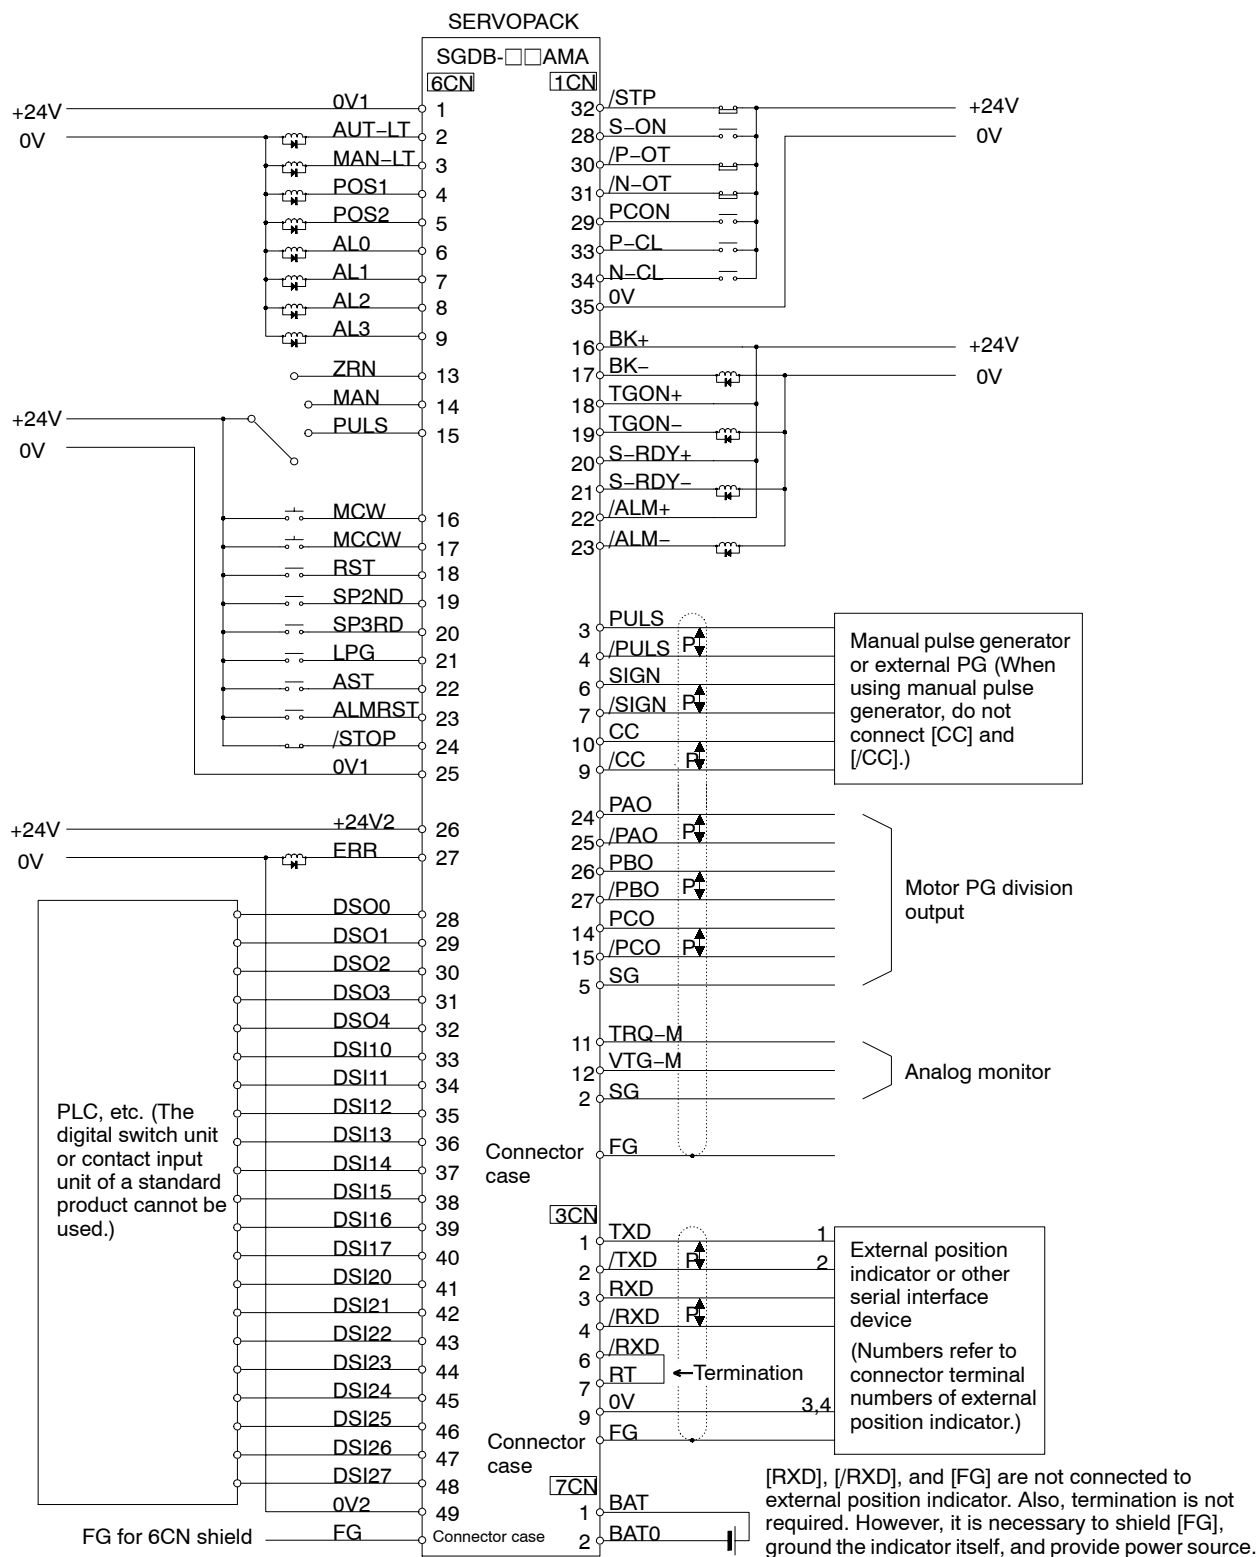 SERVOPACK
SGDB-□□AMA
6CN
1CN
+24V
0V1
1
0V
AUT-LT
2
MAN-LT
3
POS1
4
POS2
5
AL0
6
AL1
7
AL2
8
AL3
9
ZRN
13
MAN
14
PULS
15
+24V
0V
MCW
16
MCCW
17
RST
18
SP2ND
19
SP3RD
20
LPG
21
AST
22
ALMRST
23
/STOP
24
0V1
25
+24V
+24V2
26
0V
ERR
27
DSO0
28
DSO1
29
DSO2
30
DSO3
31
DSO4
32
DSI10
33
DSI11
34
DSI12
35
DSI13
36
DSI14
37
DSI15
38
DSI16
39
DSI17
40
DSI20
41
DSI21
42
DSI22
43
DSI23
44
DSI24
45
DSI25
46
DSI26
47
DSI27
48
0V2
49
FG for 6CN shield
FG
Connector case
PLC, etc. (The
digital switch unit
or contact input
unit of a standard
product cannot be
used.)
32
/STP
+24V
28
S-ON
0V
30
/P-OT
31
/N-OT
29
PCON
33
P-CL
34
N-CL
35
0V
16
BK+
+24V
17
BK-
0V
18
TGON+
19
TGON-
20
S-RDY+
21
S-RDY-
22
/ALM+
23
/ALM-
3
PULS
P
4
/PULS
6
SIGN
P
7
/SIGN
10
CC
P
9
/CC
Manual pulse generator
or external PG (When
using manual pulse
generator, do not
connect [CC] and
[/CC].)
24
PAO
P
25
/PAO
26
PBO
P
27
/PBO
14
PCO
P
15
/PCO
5
SG
Motor PG division
output
11
TRQ-M
12
VTG-M
2
SG
Analog monitor
Connector
case
FG
3CN
1
TXD
1
P
2
/TXD
2
3
RXD
P
4
/RXD
6
/RXD
7
RT
←Termination
9
0V
3,4
Connector
case
FG
External position
indicator or other
serial interface
device
(Numbers refer to
connector terminal
numbers of external
position indicator.)
7CN
1
BAT
2
BAT0
[RXD], [/RXD], and [FG] are not connected to
external position indicator. Also, termination is not
required. However, it is necessary to shield [FG],
ground the indicator itself, and provide power source.